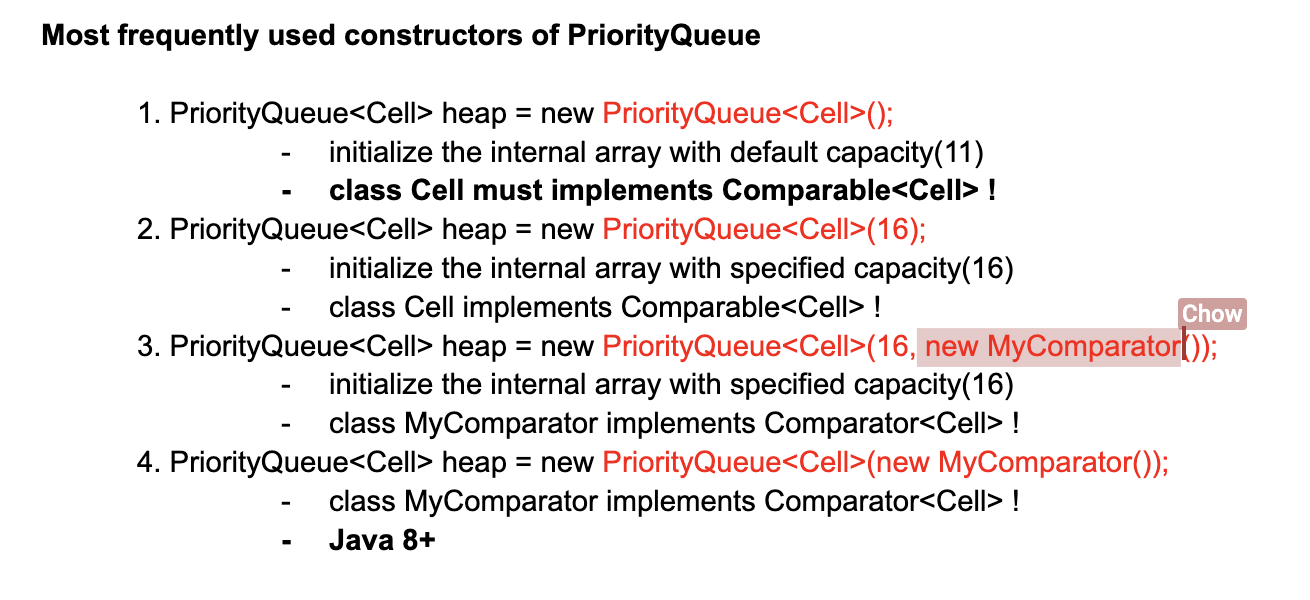 Most frequently used constructors of PriorityQueue
1. PriorityQueue<Cell> heap = new PriorityQueue<Cell>();
- initialize the internal array with default capacity(11)
- class Cell must implements Comparable<Cell> !
2. PriorityQueue<Cell> heap = new PriorityQueue<Cell>(16);
- initialize the internal array with specified capacity(16)
- class Cell implements Comparable<Cell> !
Chow
3. PriorityQueue<Cell> heap = new PriorityQueue<Cell>(16, new MyComparator());
- initialize the internal array with specified capacity(16)
- class MyComparator implements Comparator<Cell> !
4. PriorityQueue<Cell> heap = new PriorityQueue<Cell>(new MyComparator());
- class MyComparator implements Comparator<Cell> !
- Java 8+